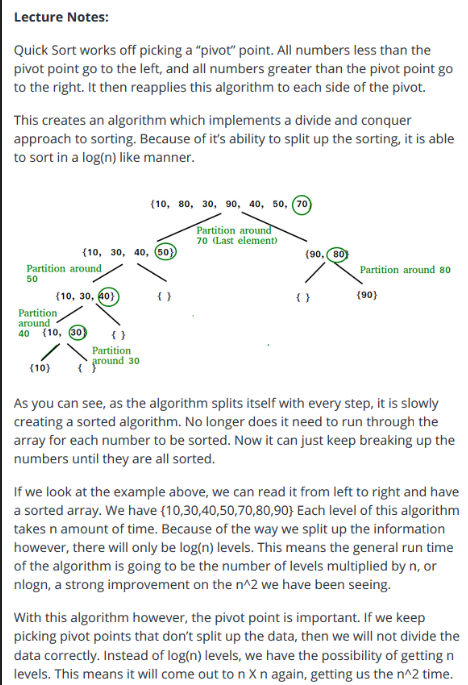 Lecture Notes:
Quick Sort works off picking a “pivot” point. All numbers less than the
pivot point go to the left, and all numbers greater than the pivot point go
to the right. It then reapplies this algorithm to each side of the pivot.
This creates an algorithm which implements a divide and conquer
approach to sorting. Because of it’s ability to split up the sorting, it is able
to sort in a log(n) like manner.
{10, 80, 30, 90, 40, 50, 70}
Partition around
70 (Last element)
{10, 30, 40, 50}
{90, 80}
Partition around
50
Partition around 80
{10, 30, 40}
{ }
{ }
{90}
Partition
around
40
{10, 30}
{ }
Partition
around 30
{10}
{ }
As you can see, as the algorithm splits itself with every step, it is slowly
creating a sorted algorithm. No longer does it need to run through the
array for each number to be sorted. Now it can just keep breaking up the
numbers until they are all sorted.
If we look at the example above, we can read it from left to right and have
a sorted array. We have {10,30,40,50,70,80,90} Each level of this algorithm
takes n amount of time. Because of the way we split up the information
however, there will only be log(n) levels. This means the general run time
of the algorithm is going to be the number of levels multiplied by n, or
nlogn, a strong improvement on the n^2 we have been seeing.
With this algorithm however, the pivot point is important. If we keep
picking pivot points that don’t split up the data, then we will not divide the
data correctly. Instead of log(n) levels, we have the possibility of getting n
levels. This means it will come out to n X n again, getting us the n^2 time.